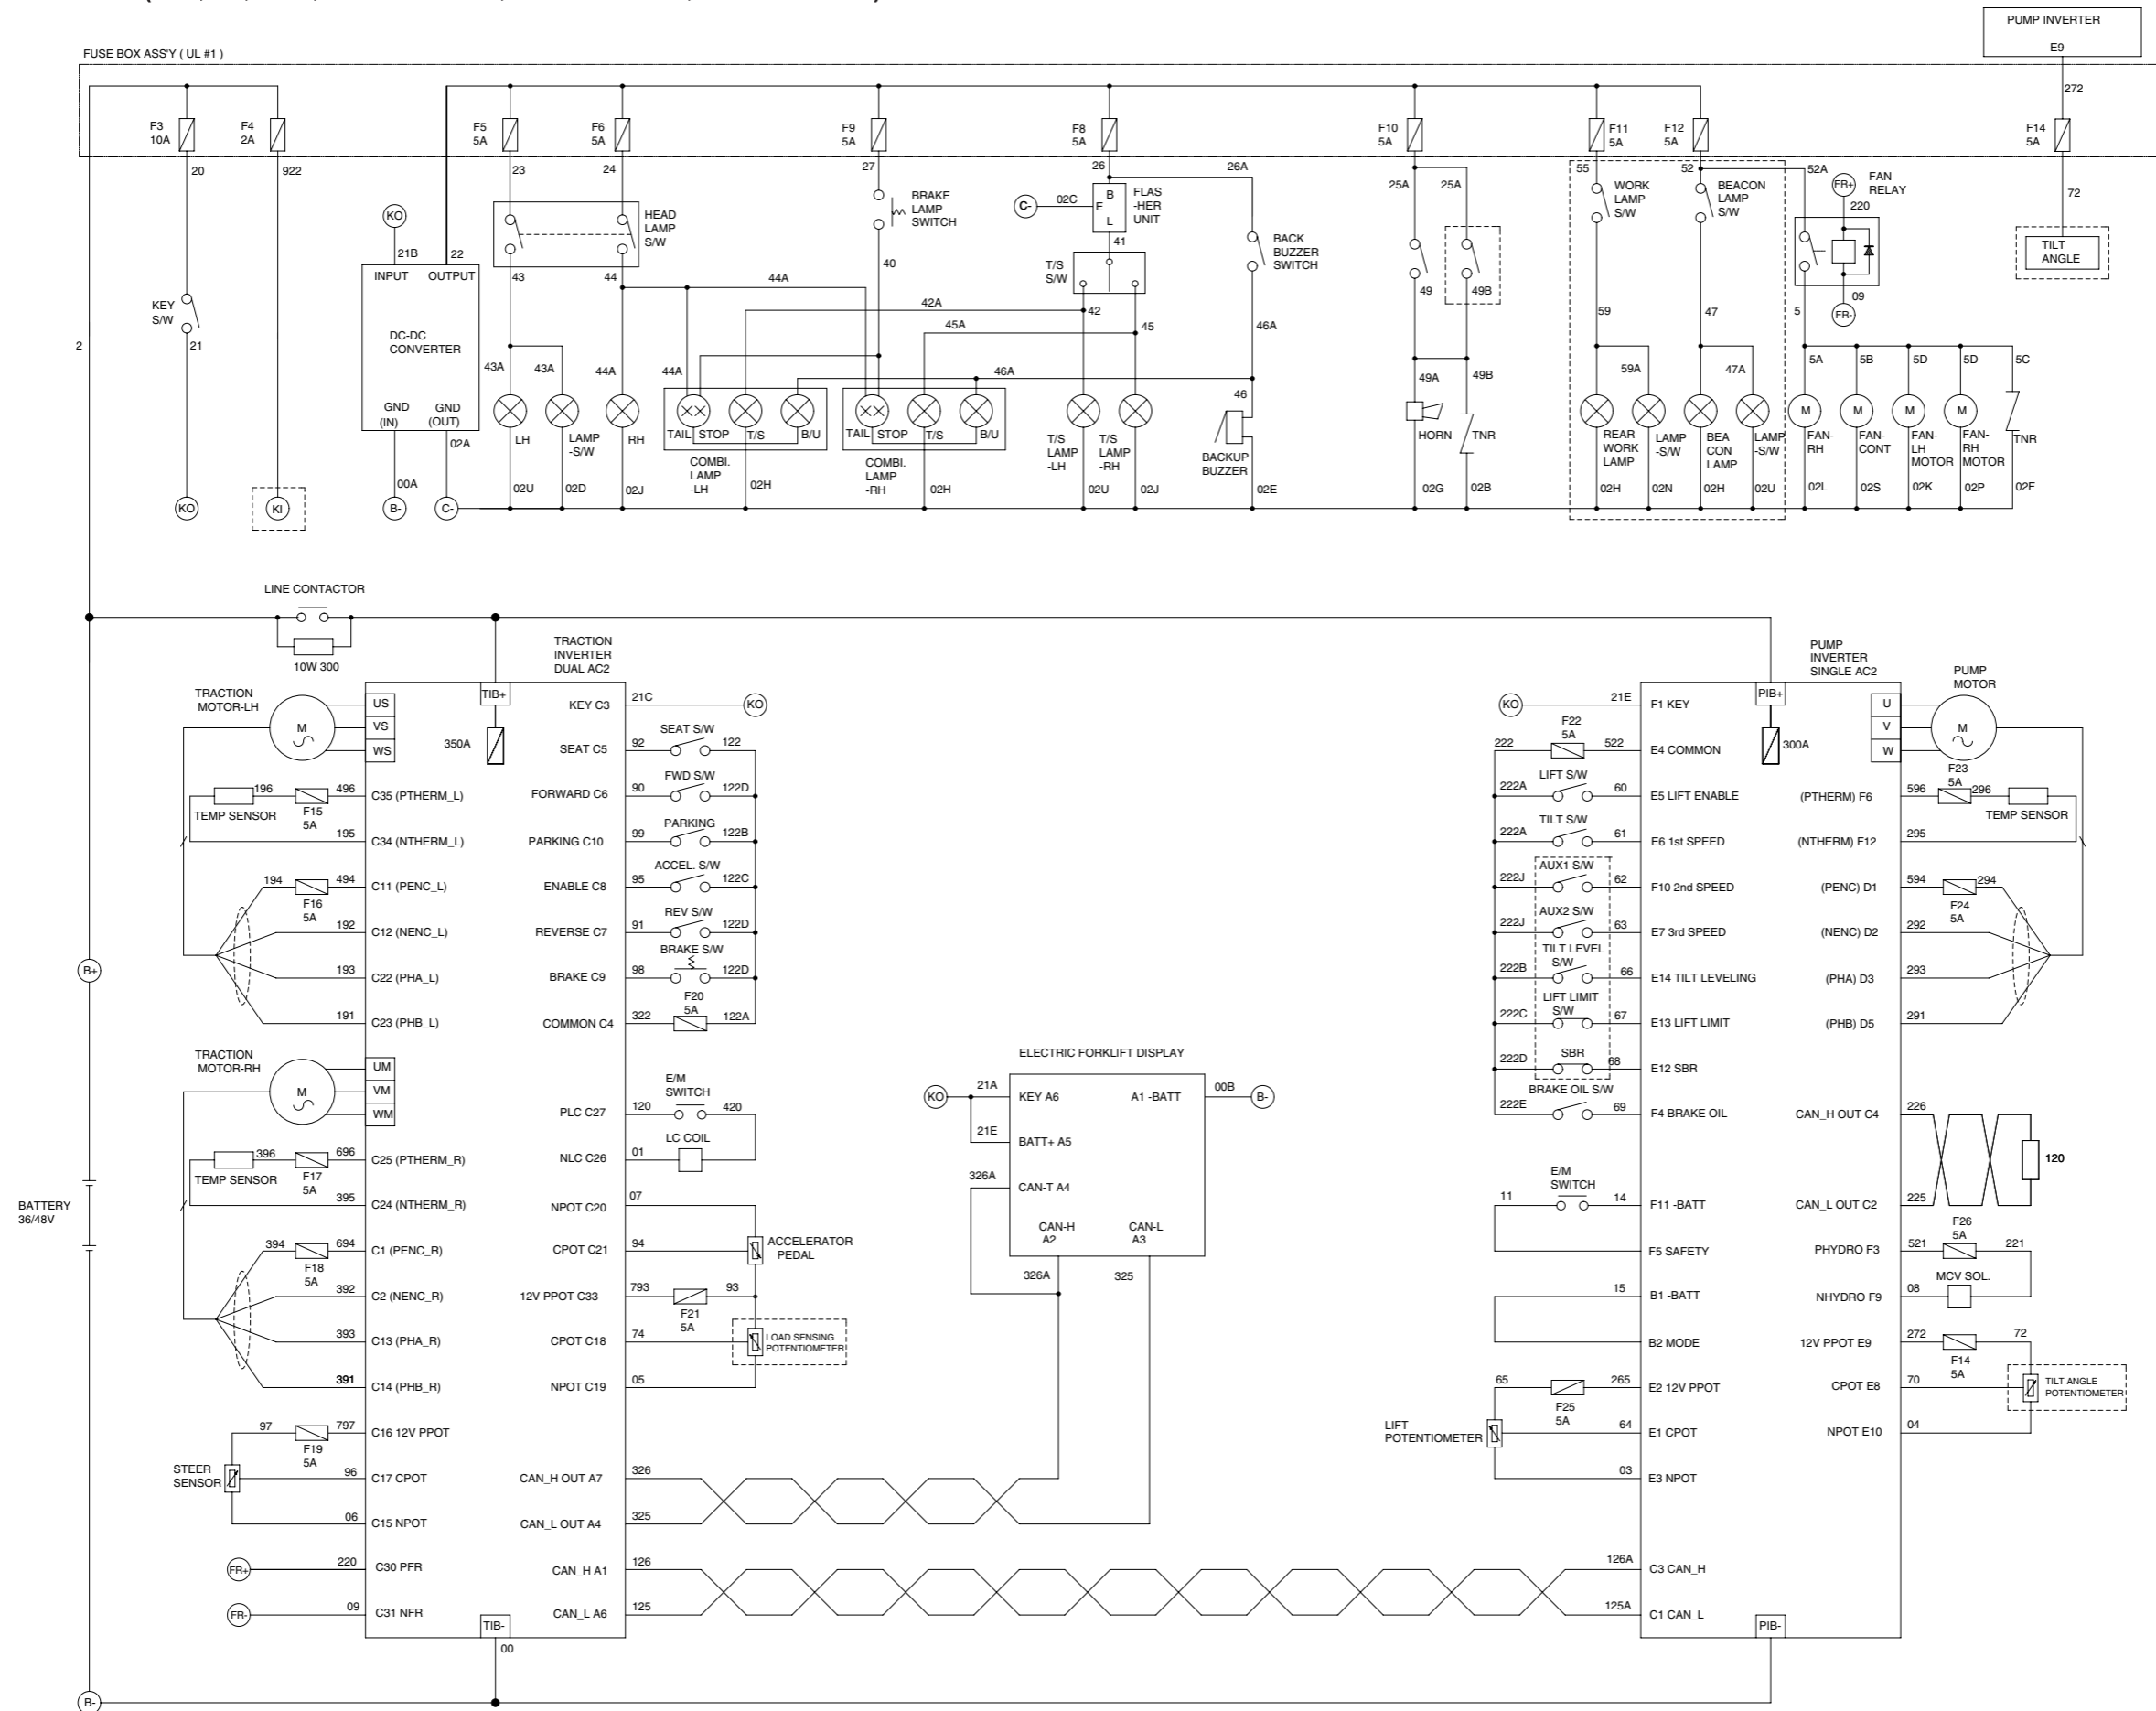 PUMP INVERTER
E9
FUSE BOX ASS'Y ( UL #1 )
272
F3
10A
F4
2A
F5
5A
F6
5A
F9
5A
F8
5A
F10
5A
F11
5A
F12
5A
F14
5A
20
922
23
24
27
26
26A
25A
25A
55
52
52A
72
KO
21B
22
INPUT
OUTPUT
DC-DC
CONVERTER
GND
(IN)
GND
(OUT)
00A
02A
B-
C-
KEY
S/W
21
KO
KI
2
HEAD
LAMP
S/W
43
44
43A
43A
44A
LH
LAMP
-S/W
RH
02U
02D
02J
BRAKE
LAMP
SWITCH
40
44A
42A
45A
44A
46A
TAIL
STOP
T/S
B/U
COMBI.
LAMP
-LH
02H
TAIL
STOP
T/S
B/U
COMBI.
LAMP
-RH
02H
C-
02C
B
E
L
FLAS
-HER
UNIT
41
T/S
S/W
42
45
T/S
LAMP
-LH
T/S
LAMP
-RH
02U
02J
BACK
BUZZER
SWITCH
46A
46
BACKUP
BUZZER
02E
49
49B
49A
49B
HORN
TNR
02G
02B
WORK
LAMP
S/W
BEACON
LAMP
S/W
59
47
59A
47A
REAR
WORK
LAMP
LAMP
-S/W
BEA
CON
LAMP
LAMP
-S/W
02H
02N
02H
02U
FR+
FAN
RELAY
220
09
FR-
5
5A
5B
5D
5D
5C
M
M
M
M
FAN-
RH
FAN-
CONT
FAN-
LH
MOTOR
FAN-
RH
MOTOR
TNR
02L
02S
02K
02P
02F
TILT
ANGLE
LINE CONTACTOR
10W 300
TRACTION
INVERTER
DUAL AC2
TIB+
350A
TRACTION
MOTOR-LH
M
US
VS
WS
196
496
C35 (PTHERM_L)
TEMP SENSOR
F15
5A
195
C34 (NTHERM_L)
194
494
C11 (PENC_L)
F16
5A
192
C12 (NENC_L)
193
C22 (PHA_L)
191
C23 (PHB_L)
TRACTION
MOTOR-RH
M
UM
VM
WM
396
696
C25 (PTHERM_R)
TEMP SENSOR
F17
5A
395
C24 (NTHERM_R)
394
694
C1 (PENC_R)
F18
5A
392
C2 (NENC_R)
393
C13 (PHA_R)
391
C14 (PHB_R)
97
797
C16 12V PPOT
F19
5A
STEER
SENSOR
96
C17 CPOT
06
C15 NPOT
FR+
220
C30 PFR
FR-
09
C31 NFR
TIB-
00
B+
BATTERY
36/48V
B-
KEY C3
21C
KO
SEAT C5
92
SEAT S/W
122
FORWARD C6
90
FWD S/W
122D
PARKING C10
99
PARKING
122B
ENABLE C8
95
ACCEL. S/W
122C
REVERSE C7
91
REV S/W
122D
BRAKE C9
98
BRAKE S/W
122D
COMMON C4
322
F20
5A
122A
PLC C27
120
E/M
SWITCH
420
NLC C26
01
LC COIL
NPOT C20
07
CPOT C21
94
ACCELERATOR
PEDAL
12V PPOT C33
793
93
F21
5A
CPOT C18
74
LOAD SENSING
POTENTIOMETER
NPOT C19
05
CAN_H OUT A7
326
CAN_L OUT A4
325
CAN_H A1
126
CAN_L A6
125
ELECTRIC FORKLIFT DISPLAY
KO
21A
KEY A6
A1 -BATT
00B
B-
21E
BATT+ A5
326A
CAN-T A4
CAN-H
A2
CAN-L
A3
326A
325
PUMP
INVERTER
SINGLE AC2
PIB+
300A
PUMP
MOTOR
M
U
V
W
KO
21E
F1 KEY
222
F22
5A
522
E4 COMMON
222A
LIFT S/W
60
E5 LIFT ENABLE
222A
TILT S/W
61
E6 1st SPEED
222J
AUX1 S/W
62
F10 2nd SPEED
222J
AUX2 S/W
63
E7 3rd SPEED
222B
TILT LEVEL
S/W
66
E14 TILT LEVELING
222C
LIFT LIMIT
S/W
67
E13 LIFT LIMIT
222D
SBR
68
E12 SBR
222E
BRAKE OIL S/W
69
F4 BRAKE OIL
11
E/M
SWITCH
14
F11 -BATT
F5 SAFETY
15
B1 -BATT
B2 MODE
65
265
E2 12V PPOT
F25
5A
LIFT
POTENTIOMETER
64
E1 CPOT
03
E3 NPOT
126A
C3 CAN_H
125A
C1 CAN_L
PIB-
F23
5A
(PTHERM) F6
596
296
TEMP SENSOR
(NTHERM) F12
295
(PENC) D1
594
294
F24
5A
(NENC) D2
292
(PHA) D3
293
(PHB) D5
291
CAN_H OUT C4
226
120
CAN_L OUT C2
225
PHYDRO F3
521
F26
5A
221
NHYDRO F9
08
MCV SOL.
12V PPOT E9
272
72
F14
5A
CPOT E8
70
TILT ANGLE
POTENTIOMETER
NPOT E10
04